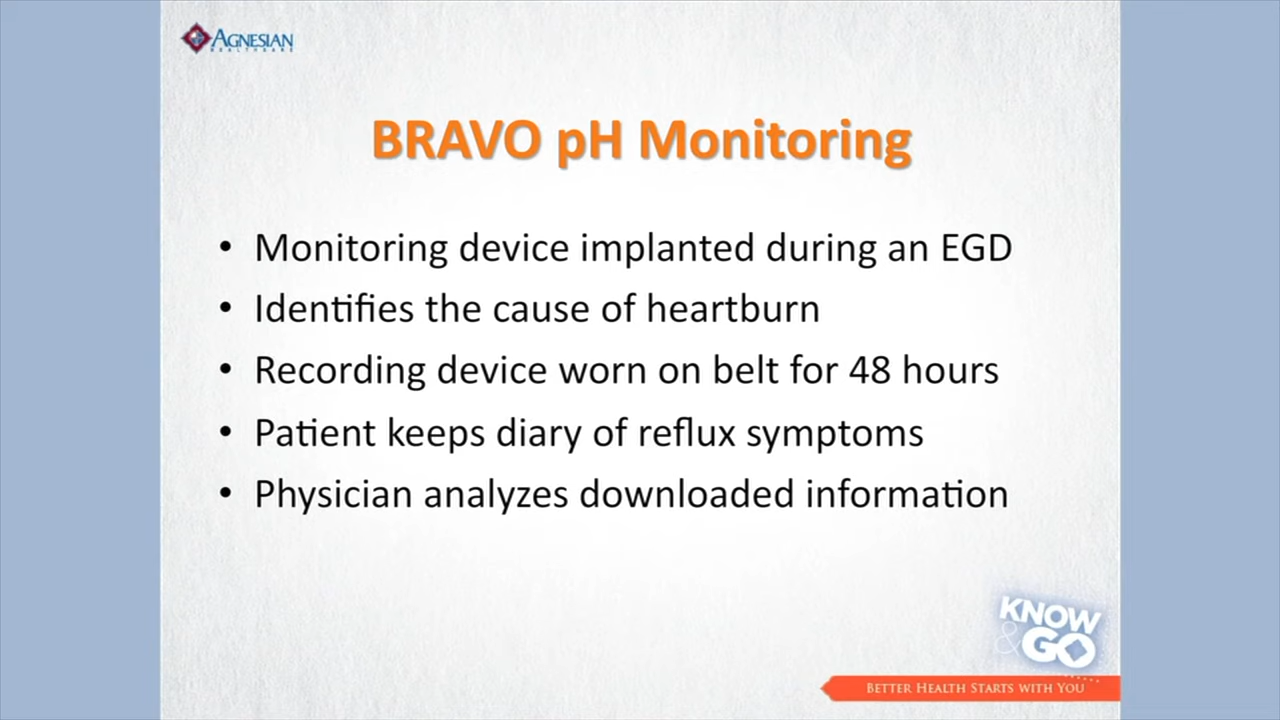 AGNESIAN
HEALTHCARE
BRAVO pH Monitoring
• Monitoring device implanted during an EGD
• Identifies the cause of heartburn
• Recording device worn on belt for 48 hours
• Patient keeps diary of reflux symptoms
• Physician analyzes downloaded information
KNOW
& GO
BETTER HEALTH STARTS WITH YOU